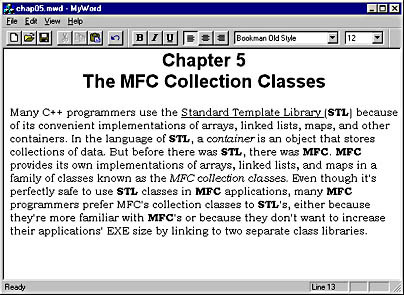 chap05.mwd - MyWord
File Edit View Help
B I U Bookman Old Style 12
Chapter 5
The MFC Collection Classes
Many C++ programmers use the Standard Template Library (STL) because
of its convenient implementations of arrays, linked lists, maps, and other
containers. In the language of STL, a container is an object that stores
collections of data. But before there was STL, there was MFC. MFC
provides its own implementations of arrays, linked lists, and maps in a
family of classes known as the MFC collection classes. Even though it's
perfectly safe to use STL classes in MFC applications, many MFC
programmers prefer MFC's collection classes to STL's, either because
they're more familiar with MFC's or because they don't want to increase
their applications' EXE size by linking to two separate class libraries.
Ready Line 13